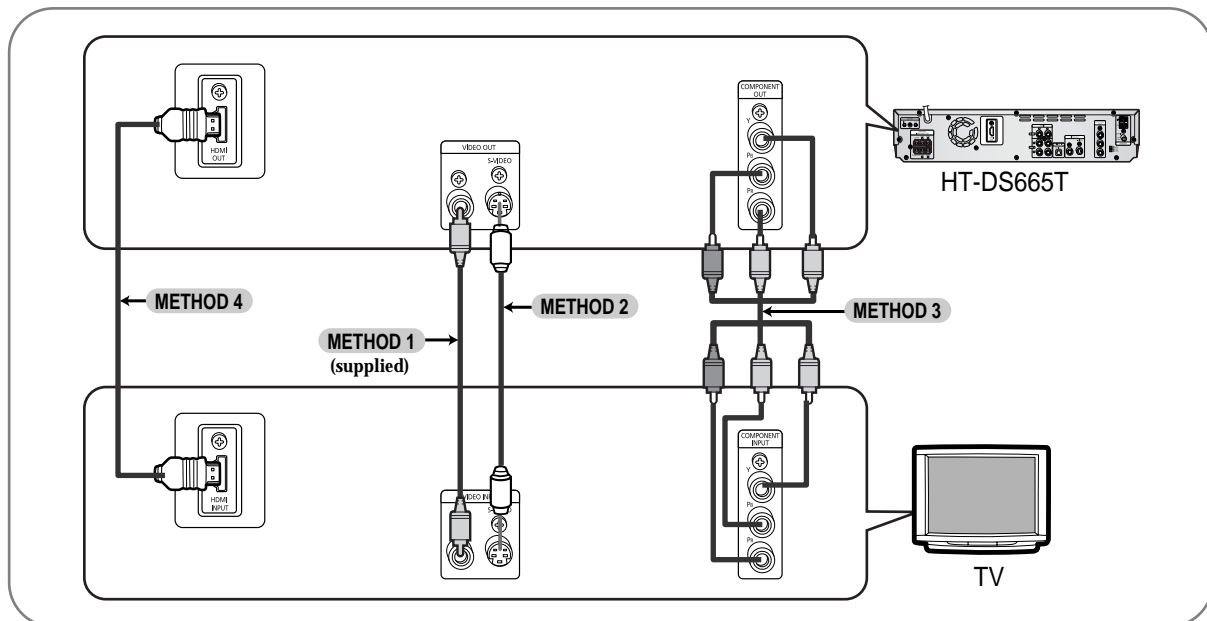 HDMI
OUT
VIDEO OUT
S-VIDEO
COMPONENT
OUT
Y
PB
PR
HT-DS665T
METHOD 4
METHOD 1
(supplied)
METHOD 2
METHOD 3
HDMI
INPUT
VIDEO IN
COMPONENT
INPUT
Y
PB
PR
TV